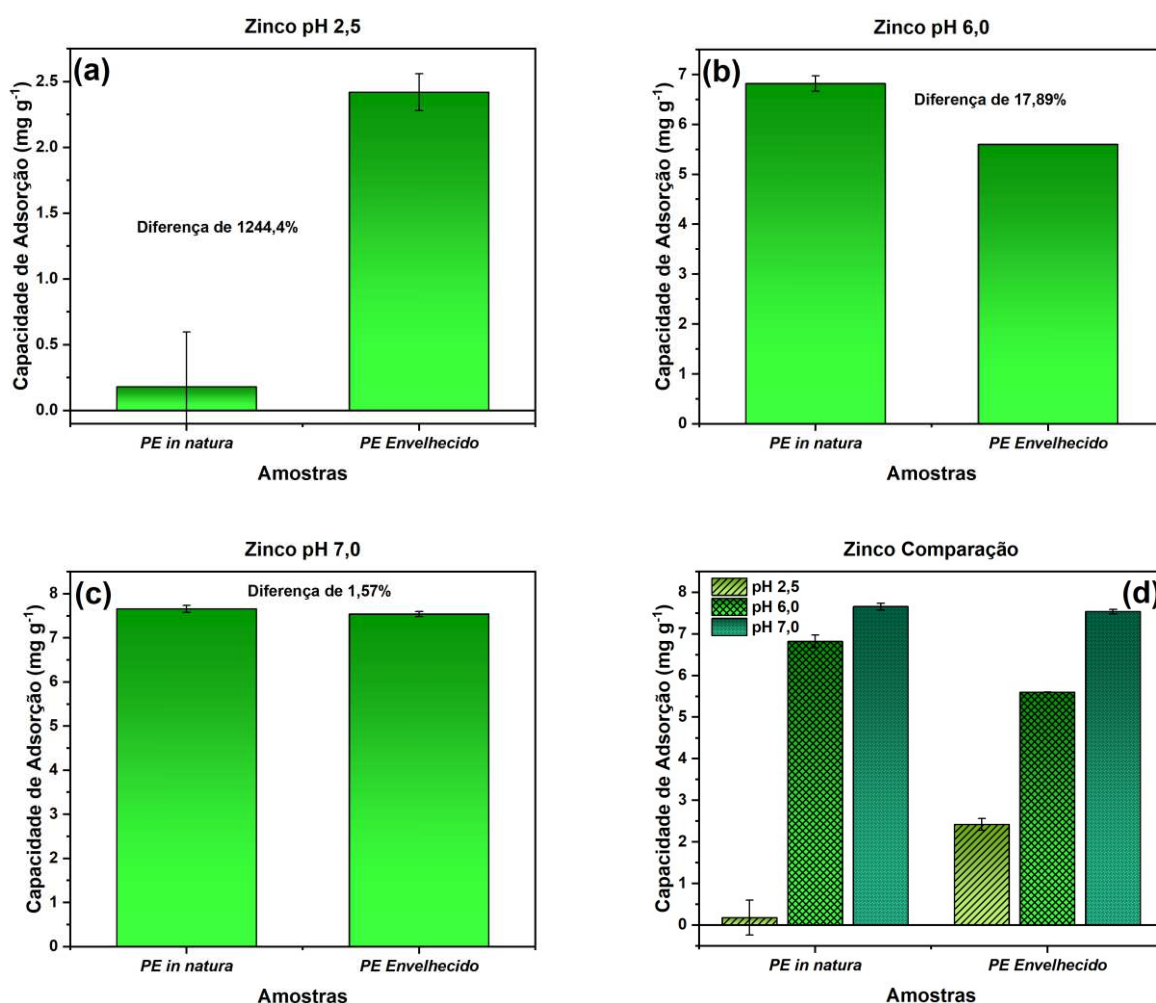 Zinco pH 2,5
(a)
Capacidade de Adsorção (mg g⁻¹)
2.5
2.0
1.5
1.0
0.5
0.0
Diferença de 1244,4%
PE in natura
PE Envelhecido
Amostras
Zinco pH 6,0
(b)
Capacidade de Adsorção (mg g⁻¹)
7
6
5
4
3
2
1
0
Diferença de 17,89%
PE in natura
PE Envelhecido
Amostras
Zinco pH 7,0
(c)
Capacidade de Adsorção (mg g⁻¹)
8
7
6
5
4
3
2
1
0
Diferença de 1,57%
PE in natura
PE Envelhecido
Amostras
Zinco Comparação
(d)
Capacidade de Adsorção (mg g⁻¹)
8
7
6
5
4
3
2
1
0
pH 2,5
pH 6,0
pH 7,0
PE in natura
PE Envelhecido
Amostras